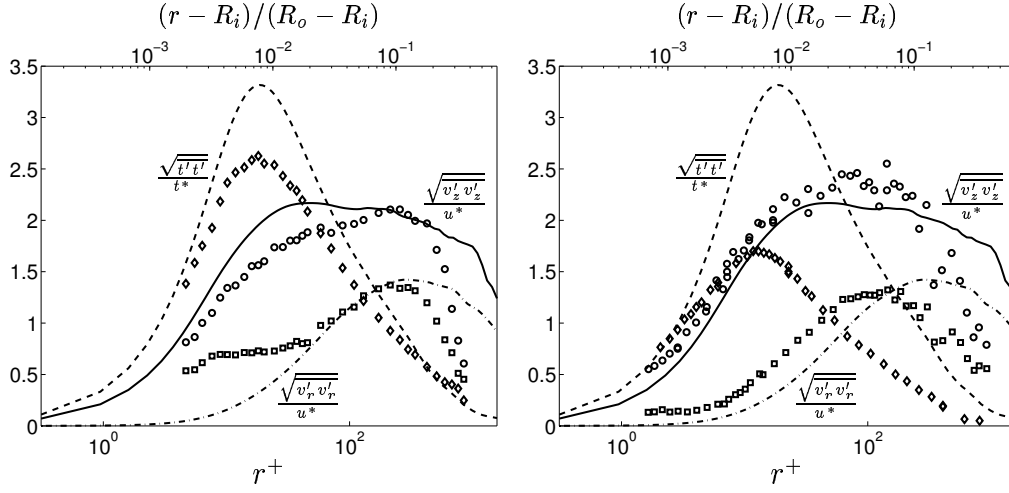 (r − R_i)/(R_o − R_i)
10^−3 10^−2 10^−1
3.5
3
2.5
2
1.5
1
0.5
0
√(t′t′) / t*
√(v′_z v′_z) / u*
√(v′_r v′_r) / u*
10^0 10^2
r^+
(r − R_i)/(R_o − R_i)
10^−3 10^−2 10^−1
3.5
3
2.5
2
1.5
1
0.5
0
√(t′t′) / t*
√(v′_z v′_z) / u*
√(v′_r v′_r) / u*
10^0 10^2
r^+